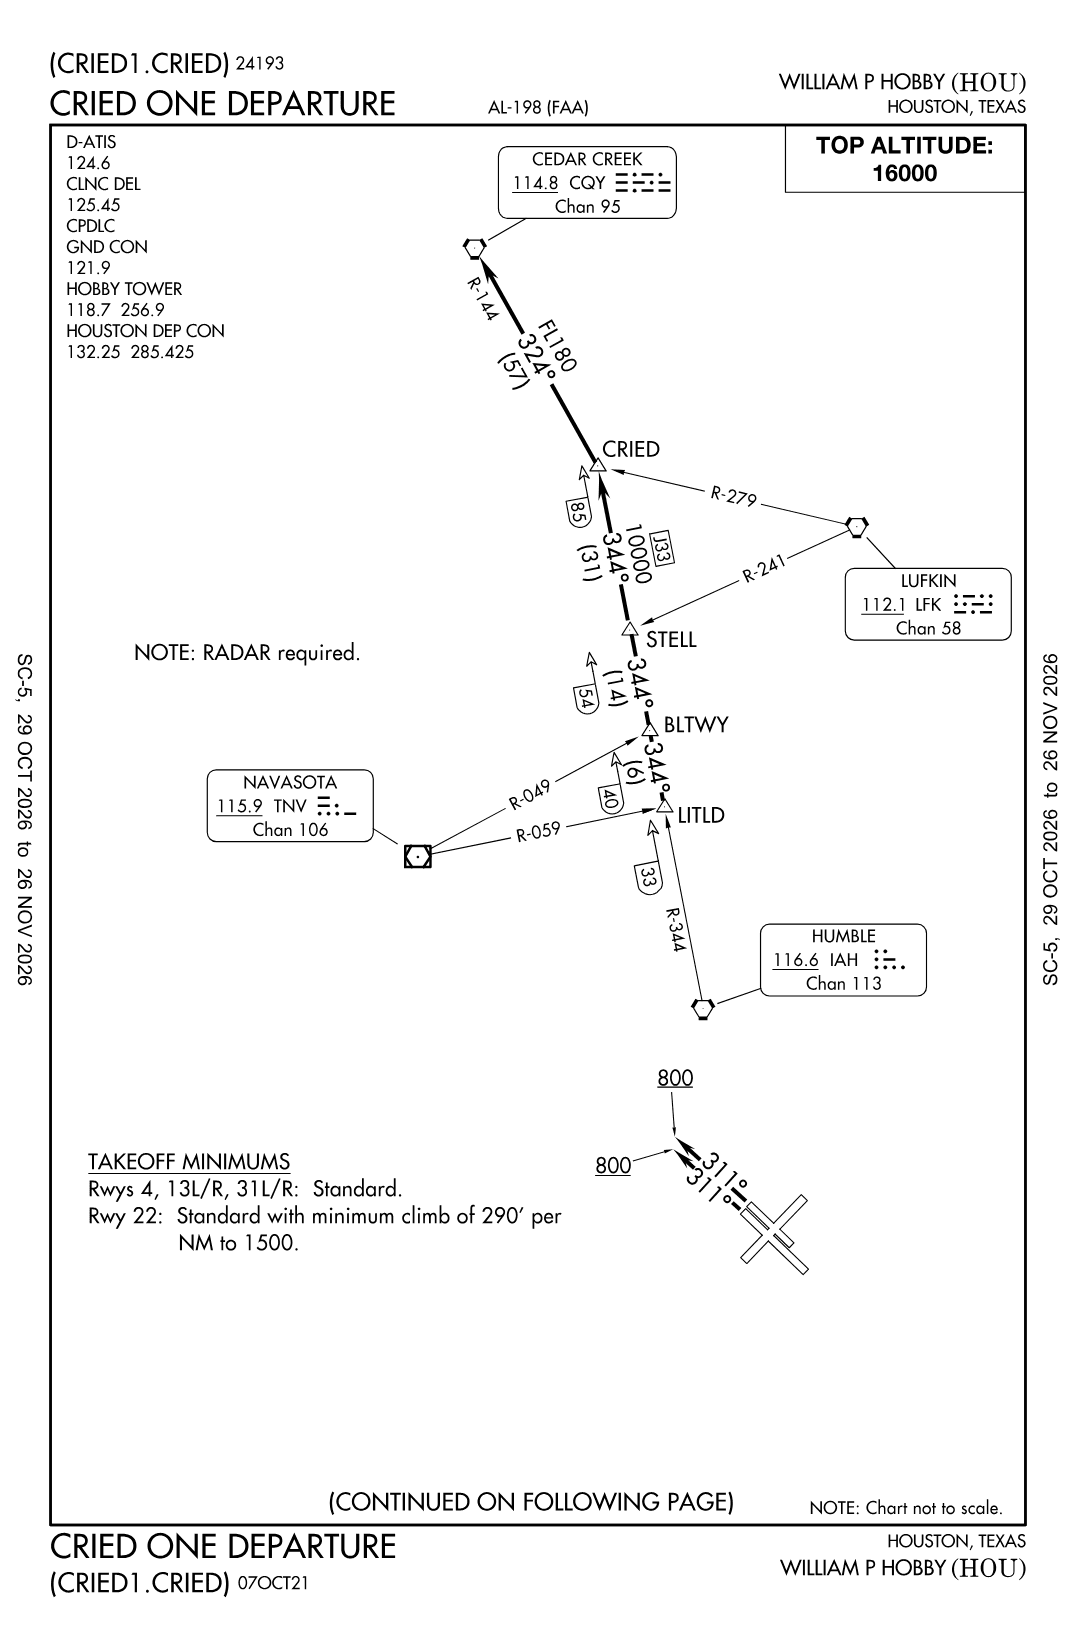 (CRIED1.CRIED) 24193
CRIED ONE DEPARTURE
AL-198 (FAA)
WILLIAM P HOBBY (HOU)
HOUSTON, TEXAS
D-ATIS
124.6
CLNC DEL
125.45
CPDLC
GND CON
121.9
HOBBY TOWER
118.7 256.9
HOUSTON DEP CON
132.25 285.425
TOP ALTITUDE:
16000
CEDAR CREEK
114.8 CQY
Chan 95
R-144
FL180
324°
(57)
CRIED
85
R-279
J33
10000
344°
(31)
R-241
LUFKIN
112.1 LFK
Chan 58
STELL
NOTE: RADAR required.
54
344°
(14)
BLTWY
344°
(6)
40
NAVASOTA
115.9 TNV
Chan 106
R-049
R-059
LITLD
33
R-344
HUMBLE
116.6 IAH
Chan 113
800
800
311°
311°
TAKEOFF MINIMUMS
Rwys 4, 13L/R, 31L/R: Standard.
Rwy 22: Standard with minimum climb of 290′ per
NM to 1500.
(CONTINUED ON FOLLOWING PAGE)
NOTE: Chart not to scale.
CRIED ONE DEPARTURE
(CRIED1.CRIED) 07OCT21
HOUSTON, TEXAS
WILLIAM P HOBBY (HOU)
SC-5, 29 OCT 2026 to 26 NOV 2026
SC-5, 29 OCT 2026 to 26 NOV 2026